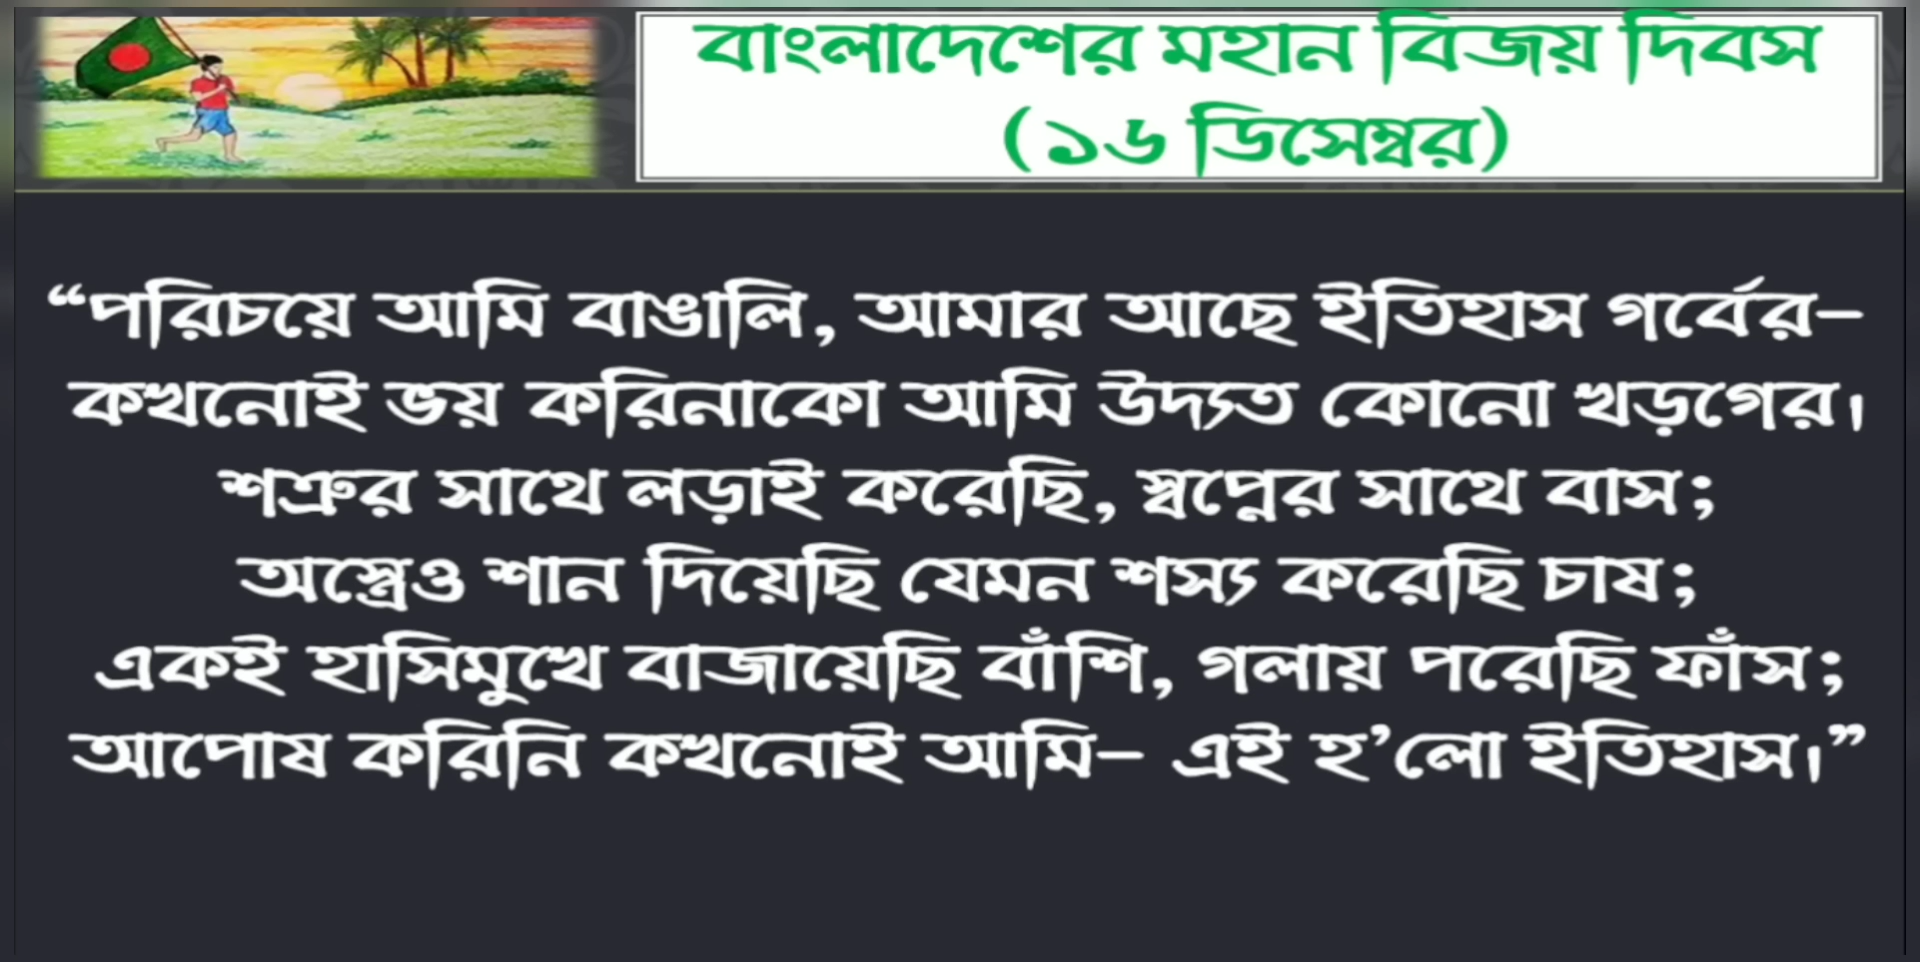 বাংলাদেশের মহান বিজয় দিবস
(১৬ ডিসেম্বর)
“পরিচয়ে আমি বাঙালি, আমার আছে ইতিহাস গর্বের–
কখনোই ভয় করিনাকো আমি উদ্যত কোনো খড়গের।
শত্রুর সাথে লড়াই করেছি, স্বপ্নের সাথে বাস;
অস্ত্রেও শান দিয়েছি যেমন শস্য করেছি চাষ;
একই হাসিমুখে বাজায়েছি বাঁশি, গলায় পরেছি ফাঁস;
আপোষ করিনি কখনোই আমি– এই হ’লো ইতিহাস।”